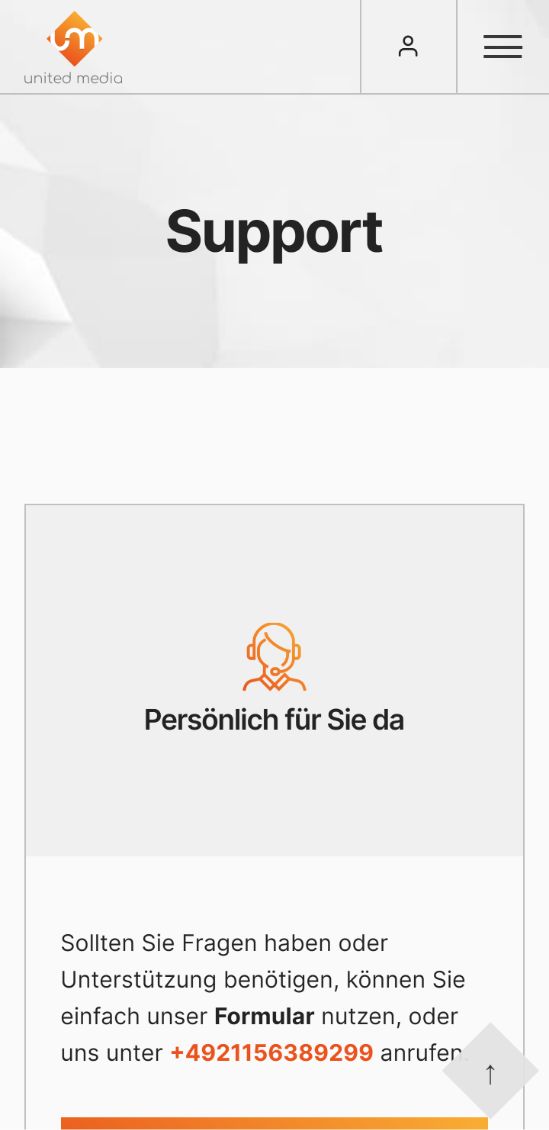 um
united media
Support
Persönlich für Sie da
Sollten Sie Fragen haben oder
Unterstützung benötigen, können Sie
einfach unser Formular nutzen, oder
uns unter +4921156389299 anrufen.
↑